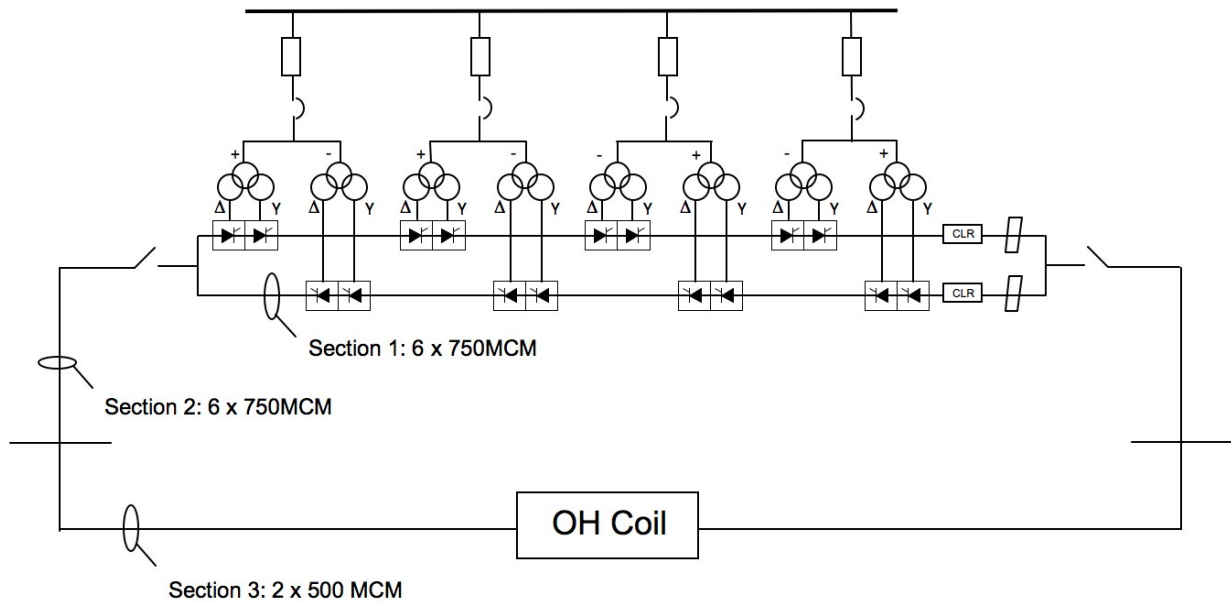 + - + - - + - +
Δ Y Δ Y Δ Y Δ Y Δ Y Δ Y Δ Y Δ Y
CLR
CLR
Section 1: 6 x 750MCM
Section 2: 6 x 750MCM
OH Coil
Section 3: 2 x 500 MCM